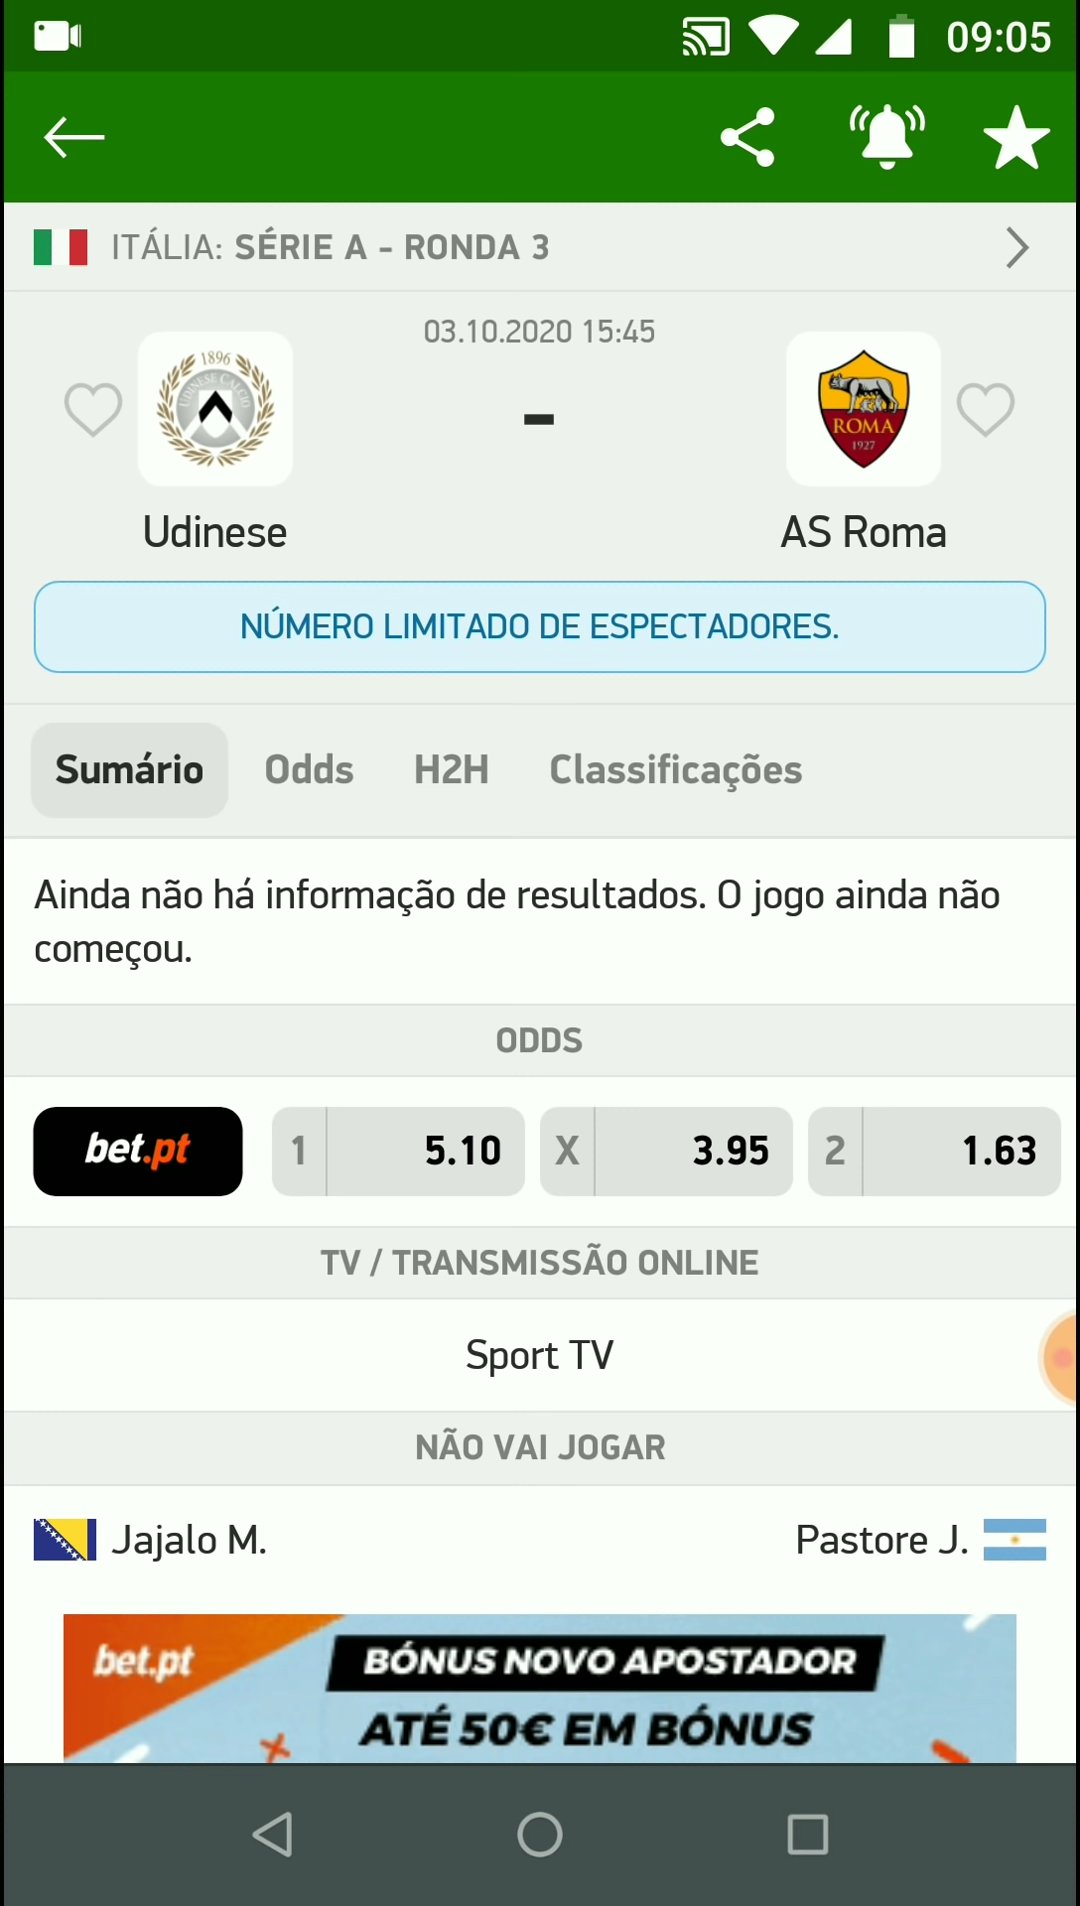 09:05
ITÁLIA: SÉRIE A - RONDA 3
03.10.2020 15:45
1896
UDINESE CALCIO
-
ROMA
1927
Udinese
AS Roma
NÚMERO LIMITADO DE ESPECTADORES.
Sumário Odds H2H Classificações
Ainda não há informação de resultados. O jogo ainda não
começou.
ODDS
bet.pt 1 5.10 X 3.95 2 1.63
TV / TRANSMISSÃO ONLINE
Sport TV
NÃO VAI JOGAR
Jajalo M. Pastore J.
bet.pt
BÓNUS NOVO APOSTADOR
ATÉ 50€ EM BÓNUS